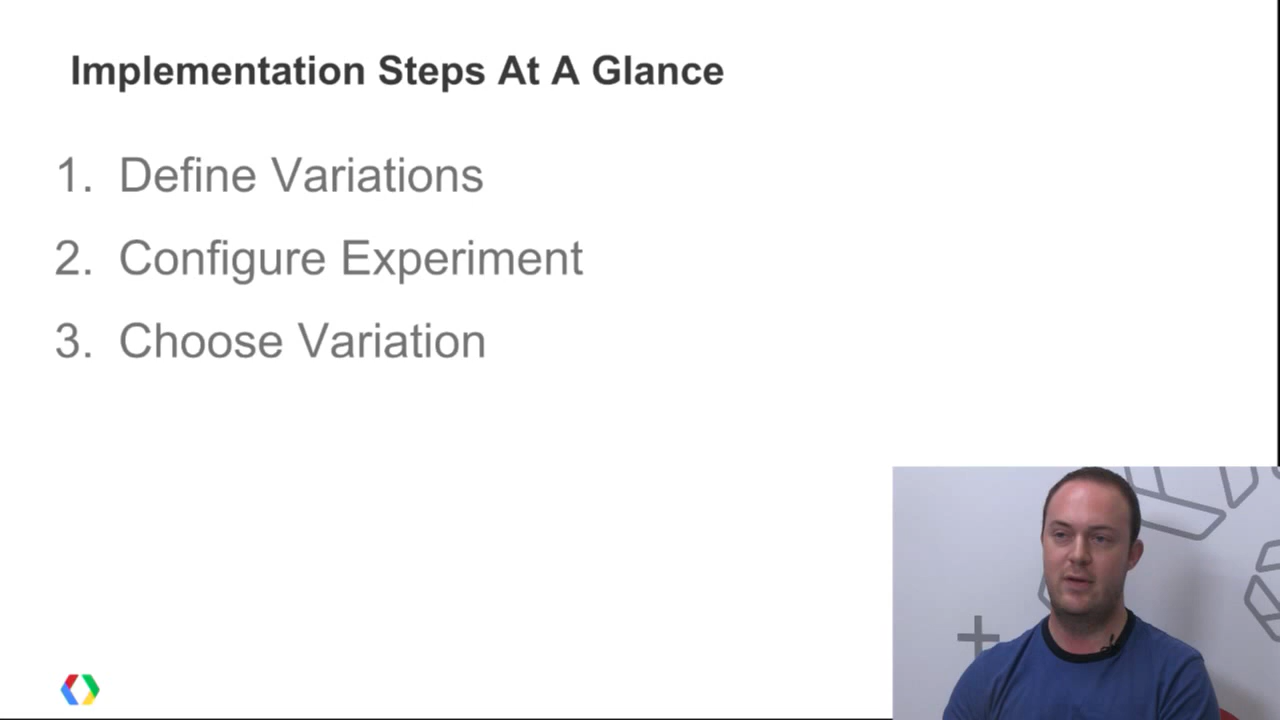 Implementation Steps At A Glance
1. Define Variations
2. Configure Experiment
3. Choose Variation